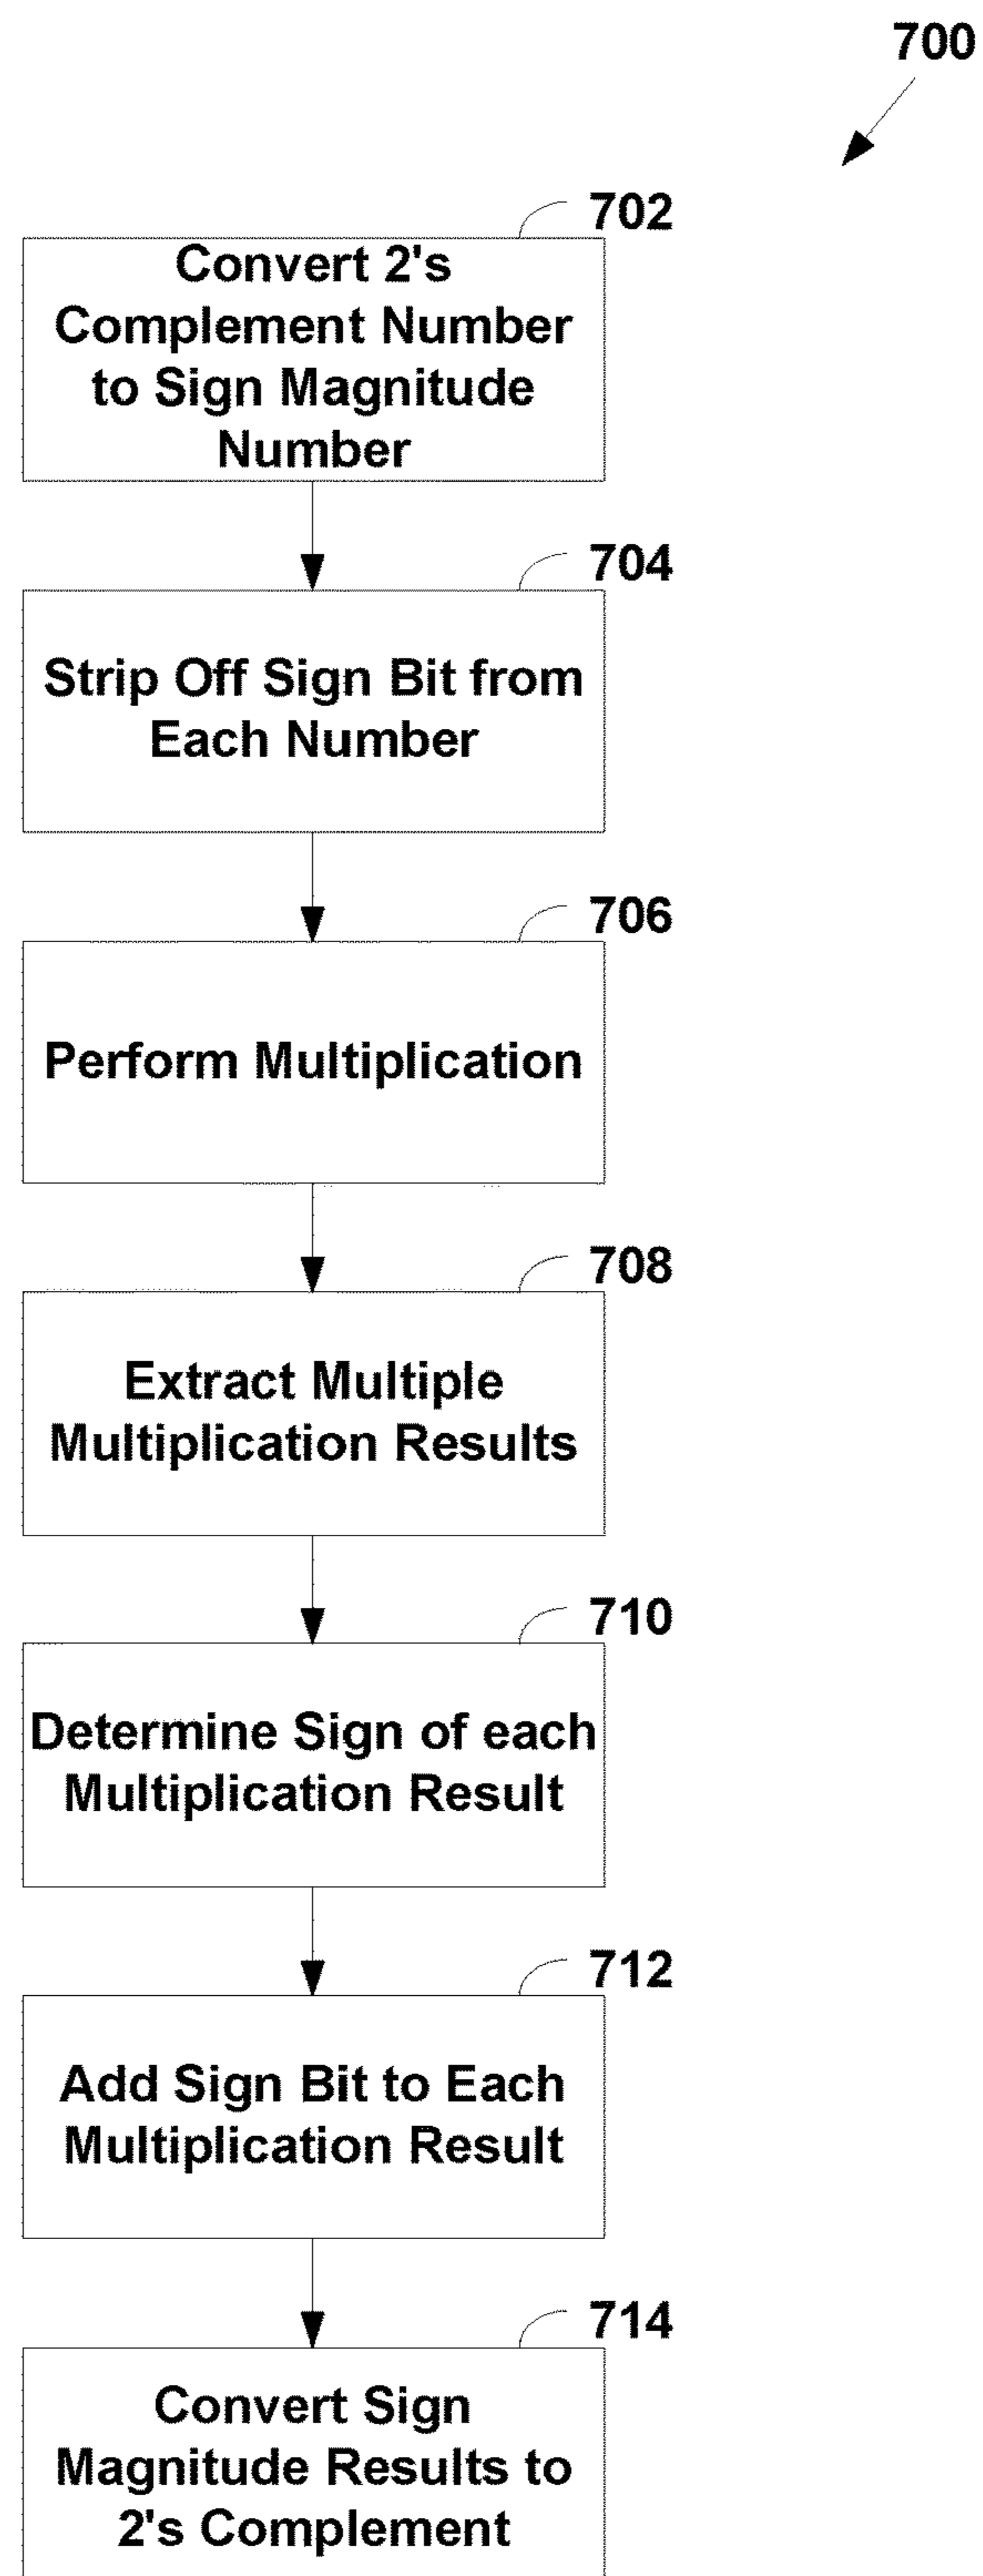 700
702
Convert 2's
Complement Number
to Sign Magnitude
Number
704
Strip Off Sign Bit from
Each Number
706
Perform Multiplication
708
Extract Multiple
Multiplication Results
710
Determine Sign of each
Multiplication Result
712
Add Sign Bit to Each
Multiplication Result
714
Convert Sign
Magnitude Results to
2's Complement